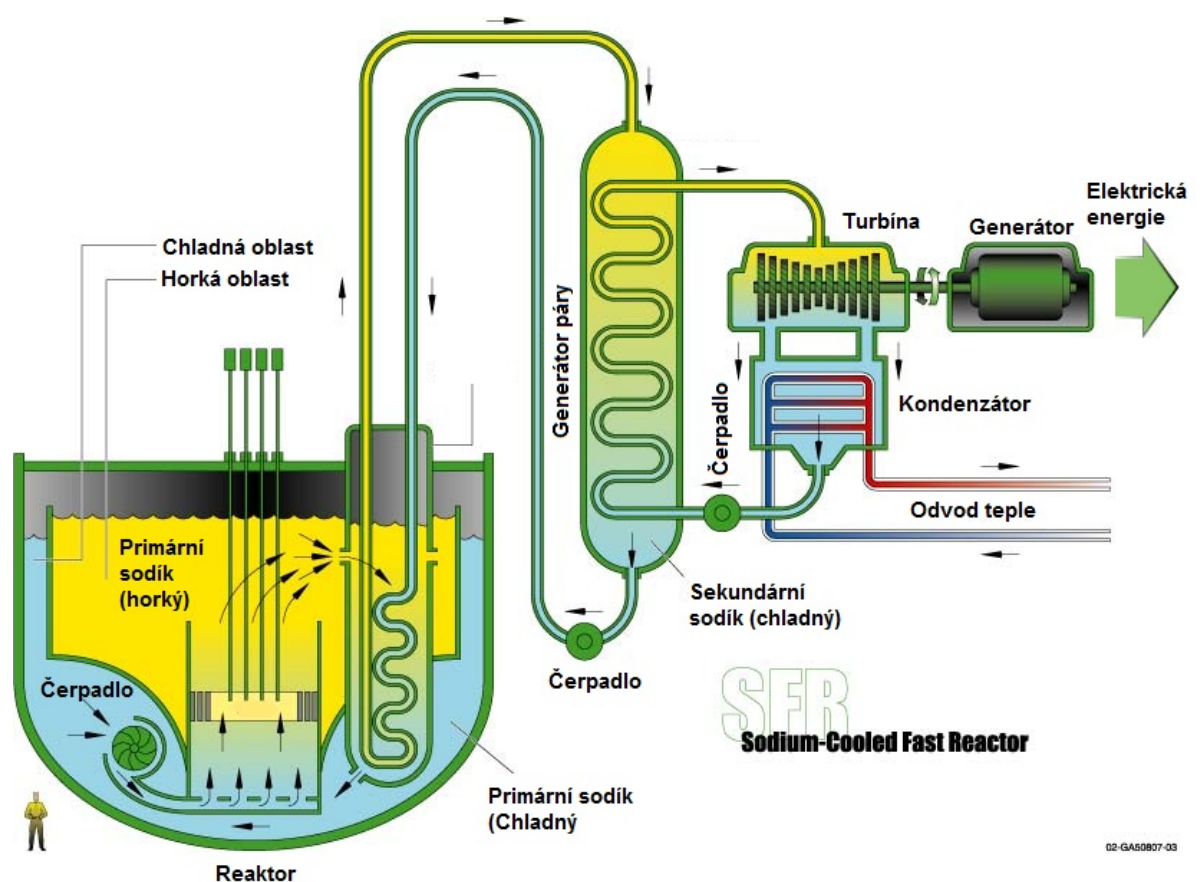 Elektrická
energie
Turbína
Generátor
Chladná oblast
Horká oblast
Generátor páry
Čerpadlo
Kondenzátor
Odvod teple
Primární
sodík
(horký)
Sekundární
sodík (chladný)
Čerpadlo
Čerpadlo
SFR
Sodium-Cooled Fast Reactor
Primární sodík
(Chladný
Reaktor
02-GA50807-03